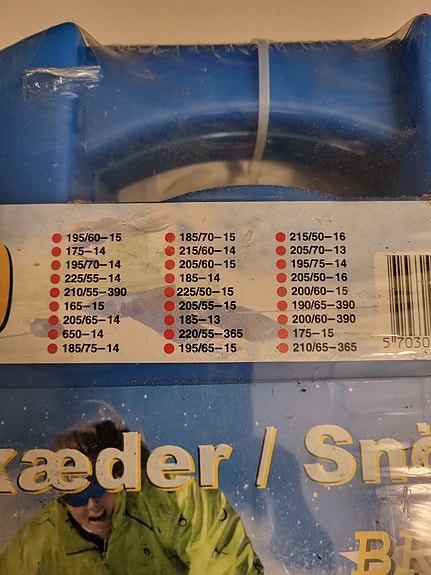 195/60–15 185/70–15 215/50–16
175–14 215/60–14 205/70–13
195/70–14 205/60–15 195/75–14
225/55–14 185–14 205/50–16
210/55–390 225/50–15 200/60–15
165–15 205/55–15 190/65–390
205/65–14 185–13 200/60–390
650–14 220/55–365 175–15
185/75–14 195/65–15 210/65–365
5 "7030
kæder / Sn
BR